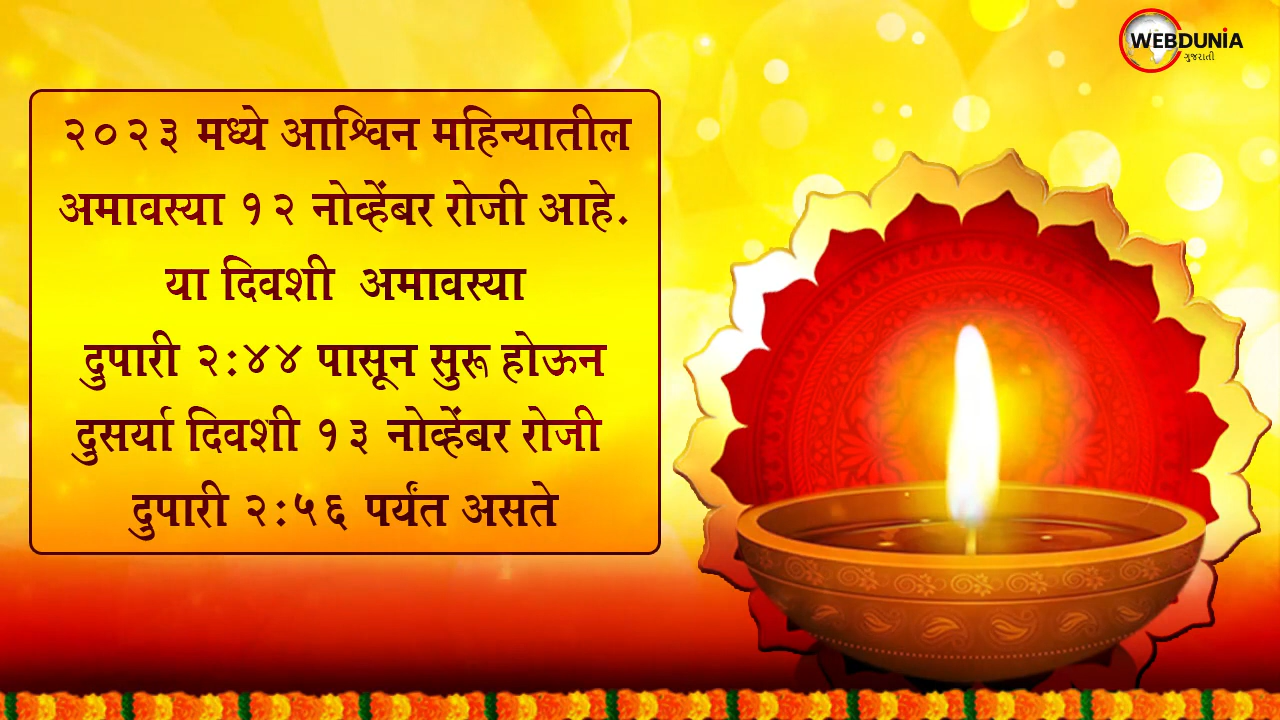 WEBDUNIA
ગુજરાતી
२०२३ मध्ये आश्विन महिन्यातील
अमावस्या १२ नोव्हेंबर रोजी आहे.
या दिवशी अमावस्या
दुपारी २:४४ पासून सुरू होऊन
दुसर्या दिवशी १३ नोव्हेंबर रोजी
दुपारी २:५६ पर्यंत असते